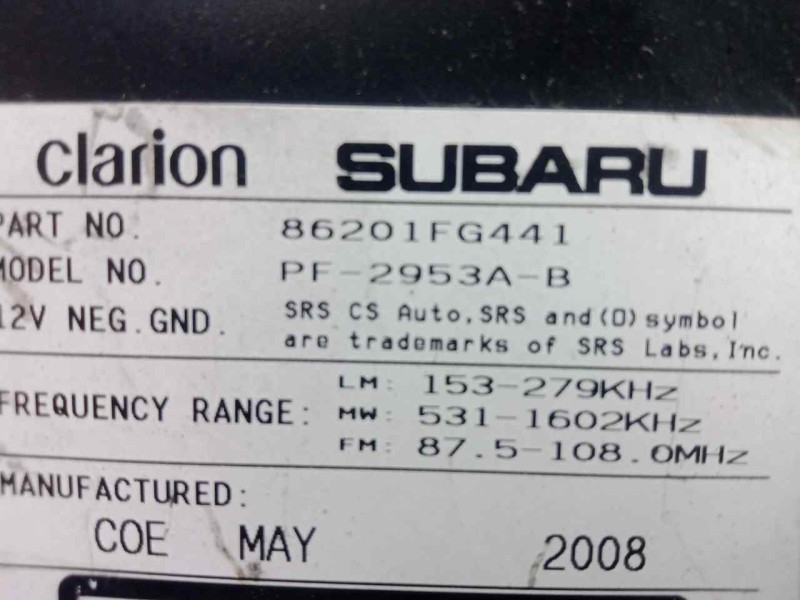 clarion SUBARU
PART NO. 86201FG441
MODEL NO. PF-2953A-B
12V NEG.GND. SRS CS Auto,SRS and (O) symbol
are trademarks of SRS Labs,Inc.
FREQUENCY RANGE: LM: 153-279KHz
MW: 531-1602KHz
FM: 87.5-108.0MHz
MANUFACTURED:
COE MAY 2008